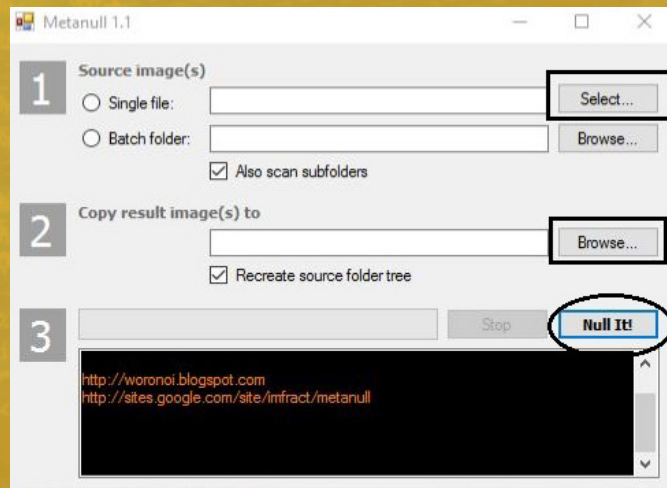 Metanull 1.1
1
Source image(s)
Single file:
Select...
Batch folder:
Browse...
Also scan subfolders
2
Copy result image(s) to
Browse...
Recreate source folder tree
3
Stop
Null It!
http://woronoi.blogspot.com
http://sites.google.com/site/imfract/metanull